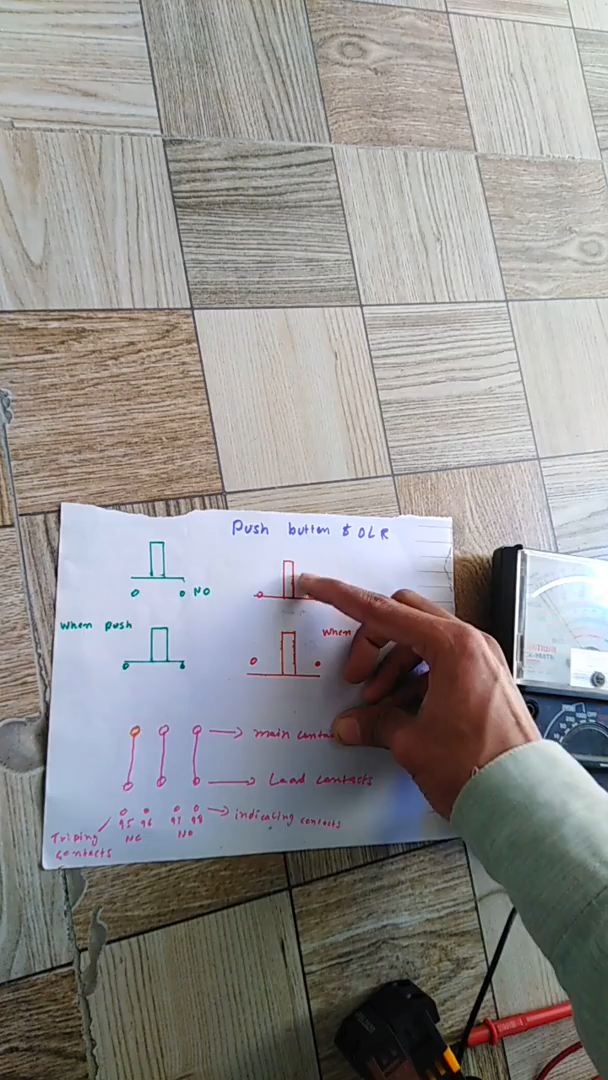 Push button & OLR
NO
When push
When
main conta
Load contacts
95 96 97 98
indicating contacts
NC NO
Triping
contacts